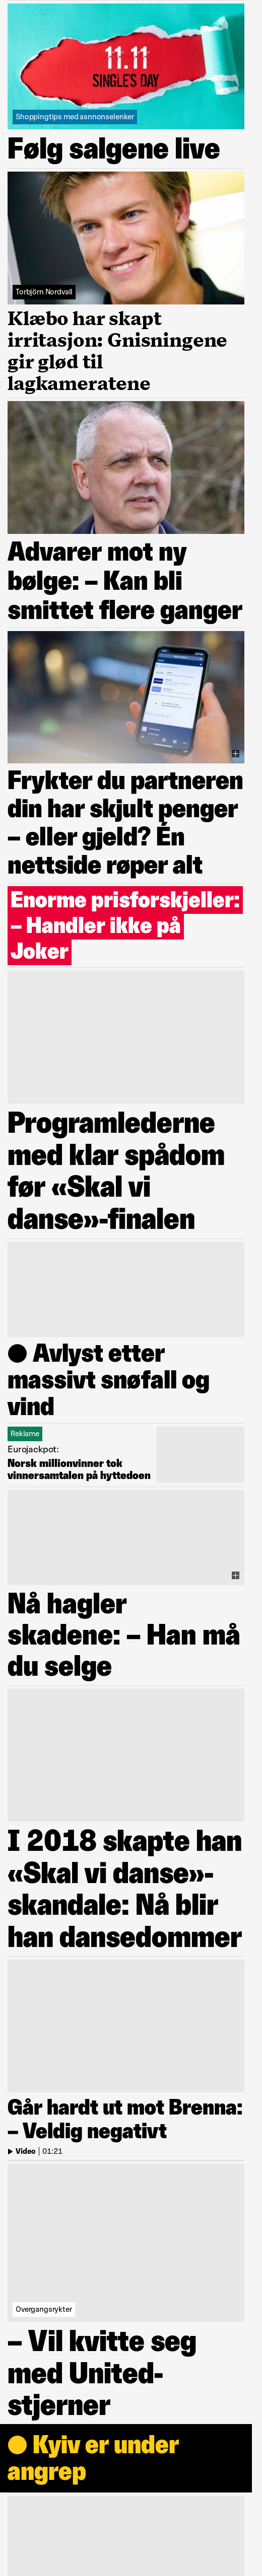 11.11
SINGLES DAY
Shoppingtips med asnnonselenker
Følg salgene live
Torbjörn Nordvall
Klæbo har skapt
irritasjon: Gnisningene
gir glød til
lagkameratene
Advarer mot ny
bølge: – Kan bli
smittet flere ganger
Frykter du partneren
din har skjult penger
– eller gjeld? Én
nettside røper alt
Enorme prisforskjeller:
– Handler ikke på
Joker
Programlederne
med klar spådom
før «Skal vi
danse»-finalen
● Avlyst etter
massivt snøfall og
vind
Reklame
Eurojackpot:
Norsk millionvinner tok
vinnersamtalen på hyttedoen
Nå hagler
skadene: – Han må
du selge
I 2018 skapte han
«Skal vi danse»-
skandale: Nå blir
han dansedommer
Går hardt ut mot Brenna:
– Veldig negativt
Video | 01:21
Overgangsrykter
– Vil kvitte seg
med United-
stjerner
● Kyiv er under
angrep